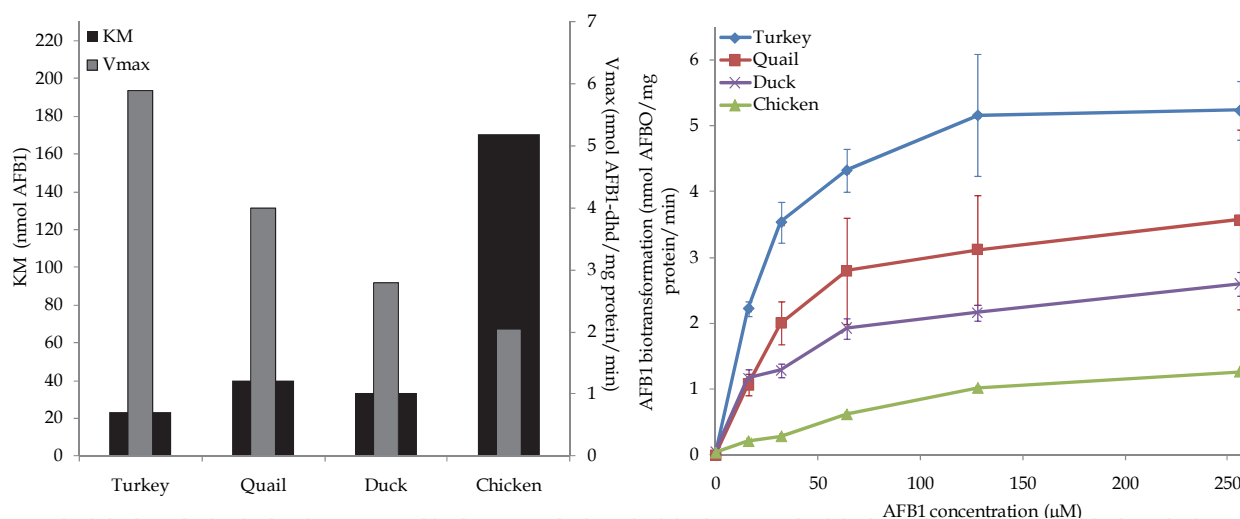 KM
Vmax
KM (nmol AFB1)
220
200
180
160
140
120
100
80
60
40
20
0
Turkey
Quail
Duck
Chicken
7
6
5
4
3
2
1
0
Vmax (nmol AFB1-dhd/mg protein/min)
Turkey
Quail
Duck
Chicken
AFB1 biotransformation (nmol AFBO/mg
protein/min)
6
5
4
3
2
1
0
0
50
100
150
200
250
AFB1 concentration (µM)